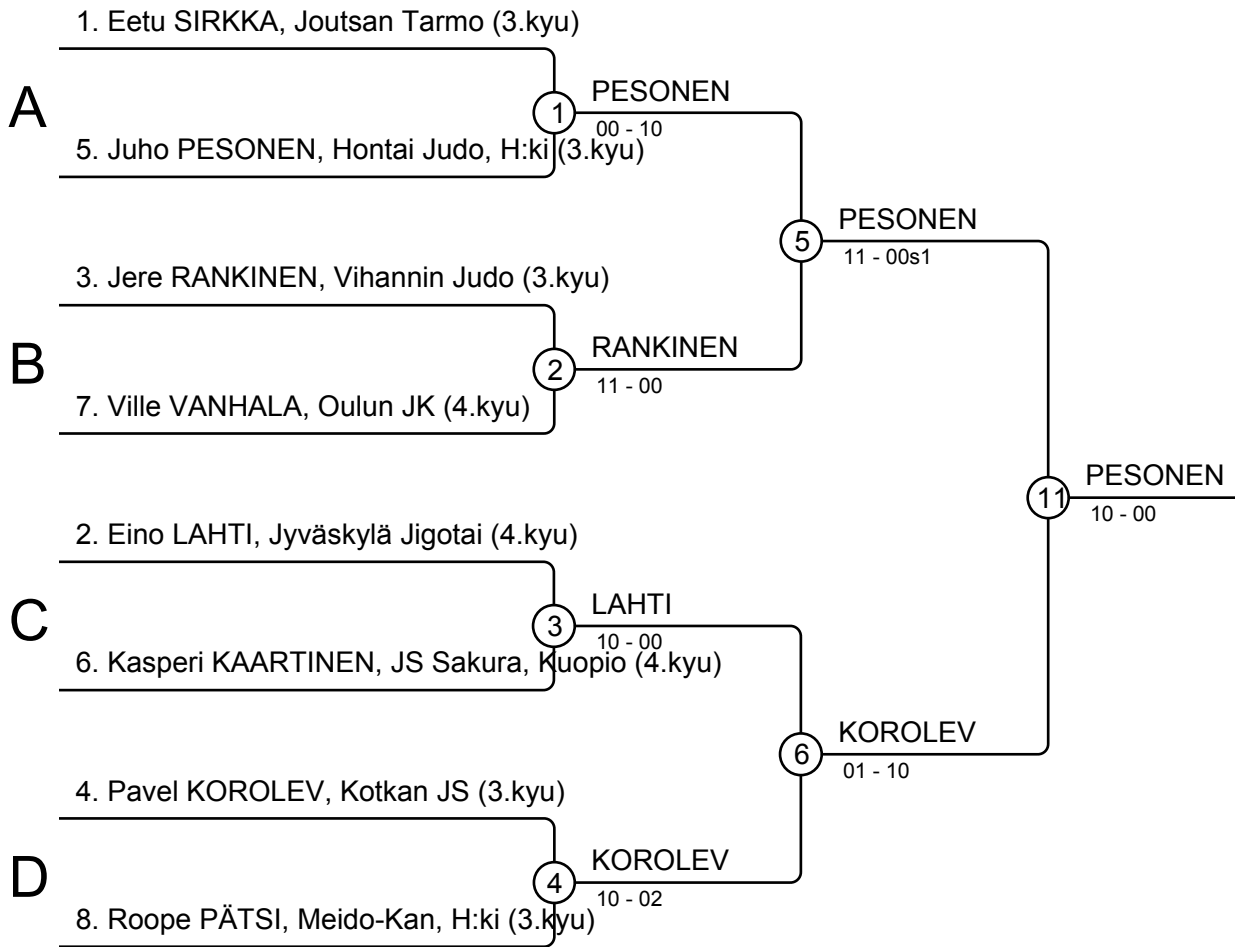 1. Eetu SIRKKA, Joutsan Tarmo (3.kyu)
A
1
PESONEN
00 - 10
5. Juho PESONEN, Hontai Judo, H:ki (3.kyu)
5
PESONEN
11 - 00s1
3. Jere RANKINEN, Vihannin Judo (3.kyu)
B
2
RANKINEN
11 - 00
7. Ville VANHALA, Oulun JK (4.kyu)
11
PESONEN
10 - 00
2. Eino LAHTI, Jyväskylä Jigotai (4.kyu)
C
3
LAHTI
10 - 00
6. Kasperi KAARTINEN, JS Sakura, Kuopio (4.kyu)
6
KOROLEV
01 - 10
4. Pavel KOROLEV, Kotkan JS (3.kyu)
D
4
KOROLEV
10 - 02
8. Roope PÄTSI, Meido-Kan, H:ki (3.kyu)